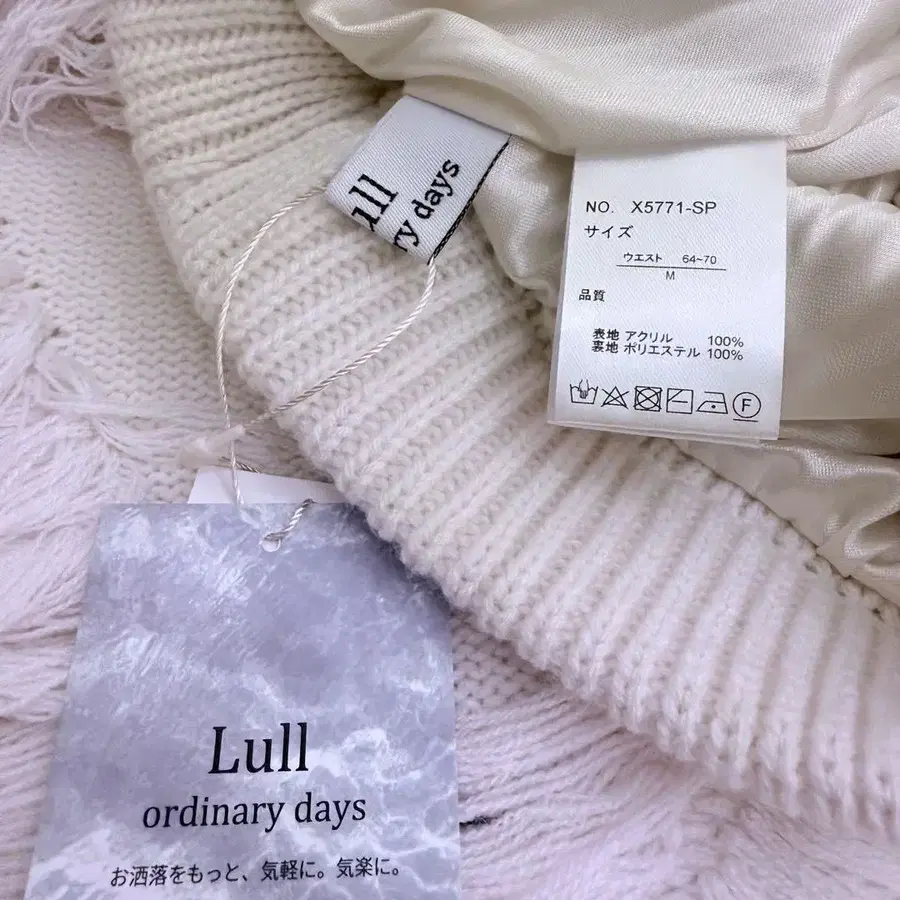 ull
ry days
NO. X5771-SP
サイズ
ウエスト 64~70
M
品質
表地 アクリル 100%
裏地 ポリエステル 100%
F
Lull
ordinary days
お洒落をもっと、気軽に。気楽に。